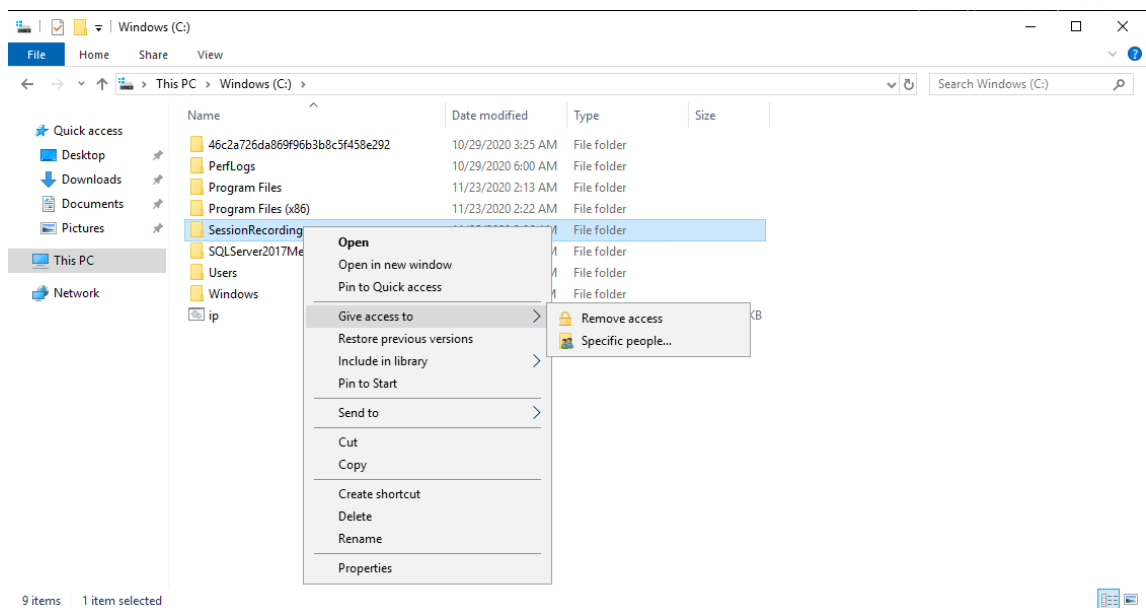 Windows (C:)
File Home Share View
This PC > Windows (C:) > Search Windows (C:)
Name Date modified Type Size
Quick access
Desktop
Downloads
Documents
Pictures
This PC
Network
46c2a726da869f96b3b8c5f458e292 10/29/2020 3:25 AM File folder
PerfLogs 10/29/2020 6:00 AM File folder
Program Files 11/23/2020 2:13 AM File folder
Program Files (x86) 11/23/2020 2:22 AM File folder
SessionRecording File folder
SQLServer2017Me File folder
Users File folder
Windows File folder
ip KB
Open
Open in new window
Pin to Quick access
Give access to >
Restore previous versions
Include in library >
Pin to Start
Send to >
Cut
Copy
Create shortcut
Delete
Rename
Properties
Remove access
Specific people...
9 items 1 item selected